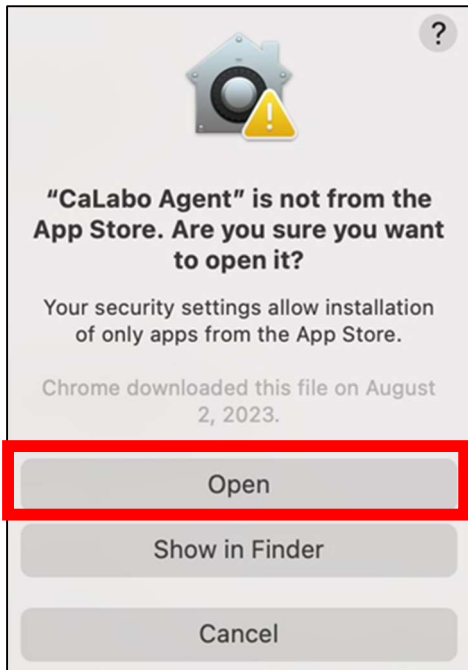 ?
“CaLabo Agent” is not from the
App Store. Are you sure you want
to open it?
Your security settings allow installation
of only apps from the App Store.
Chrome downloaded this file on August
2, 2023.
Open
Show in Finder
Cancel